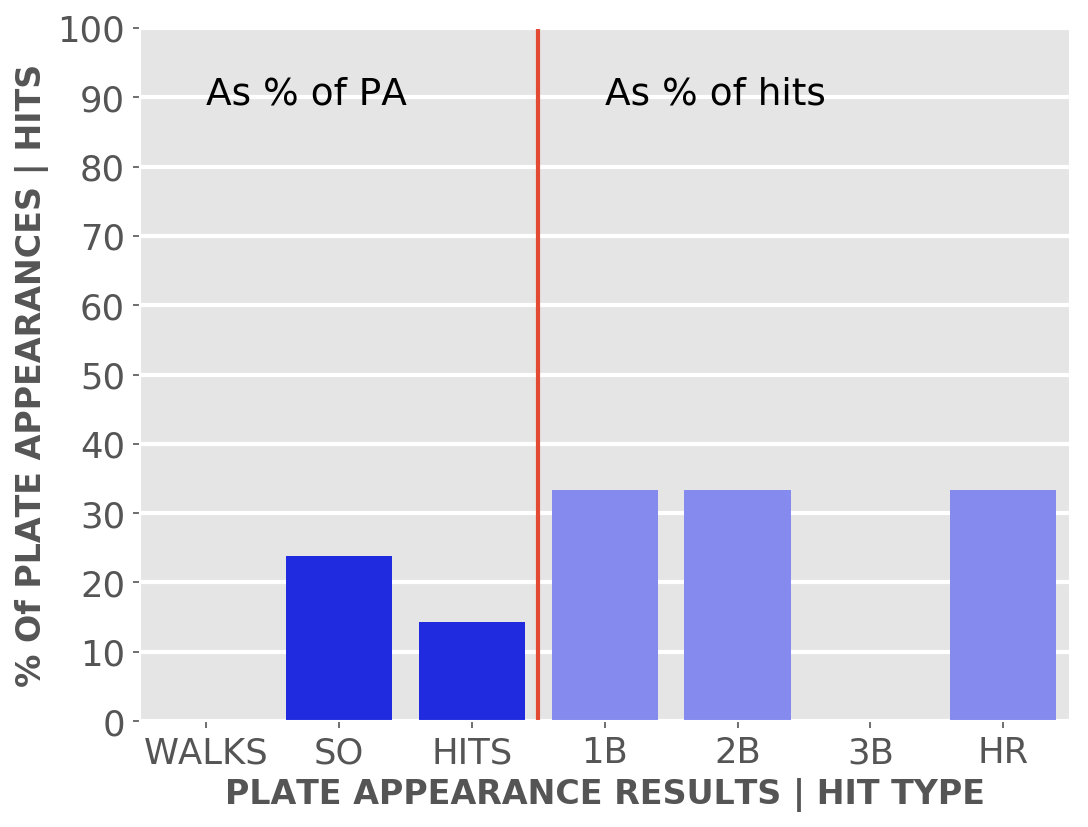 % Of PLATE APPEARANCES | HITS
100
90
80
70
60
50
40
30
20
10
0
As % of PA
As % of hits
WALKS SO HITS 1B 2B 3B HR
PLATE APPEARANCE RESULTS | HIT TYPE